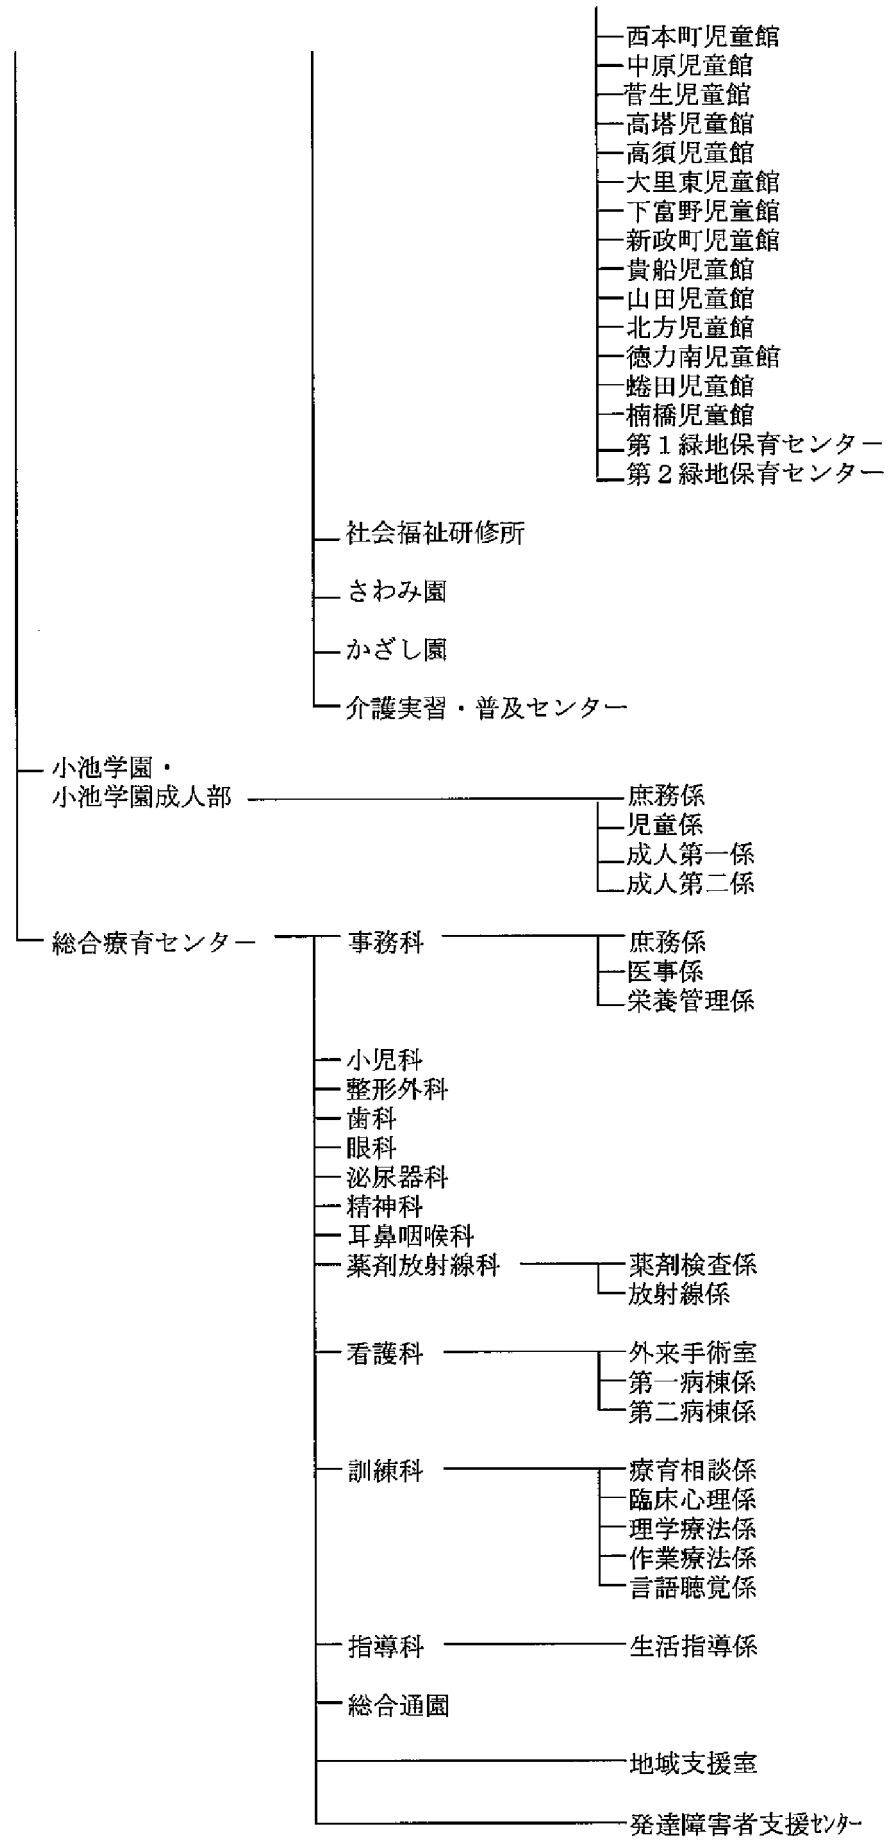 西本町児童館
中原児童館
菅生児童館
高塔児童館
高須児童館
大里東児童館
下富野児童館
新政町児童館
貴船児童館
山田児童館
北方児童館
徳力南児童館
蜷田児童館
楠橋児童館
第1緑地保育センター
第2緑地保育センター
社会福祉研修所
さわみ園
かざし園
介護実習・普及センター
小池学園・
小池学園成人部 庶務係
児童係
成人第一係
成人第二係
総合療育センター 事務科 庶務係
医事係
栄養管理係
小児科
整形外科
歯科
眼科
泌尿器科
精神科
耳鼻咽喉科
薬剤放射線科 薬剤検査係
放射線係
看護科 外来手術室
第一病棟係
第二病棟係
訓練科 療育相談係
臨床心理係
理学療法係
作業療法係
言語聴覚係
指導科 生活指導係
総合通園
地域支援室
発達障害者支援ｾﾝﾀｰ